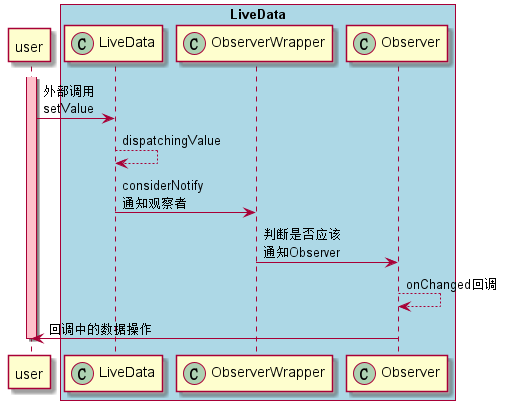 LiveData
user
C LiveData
C ObserverWrapper
C Observer
外部调用
setValue
dispatchingValue
considerNotify
通知观察者
判断是否应该
通知Observer
onChanged回调
回调中的数据操作
user
C LiveData
C ObserverWrapper
C Observer